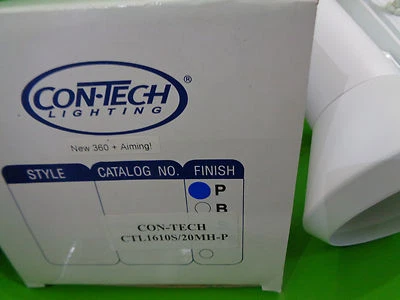 CON-TECH®
LIGHTING
New 360 + Aiming!
STYLE CATALOG NO. FINISH
P
B
CON-TECH
CTL1610S/20MH-P